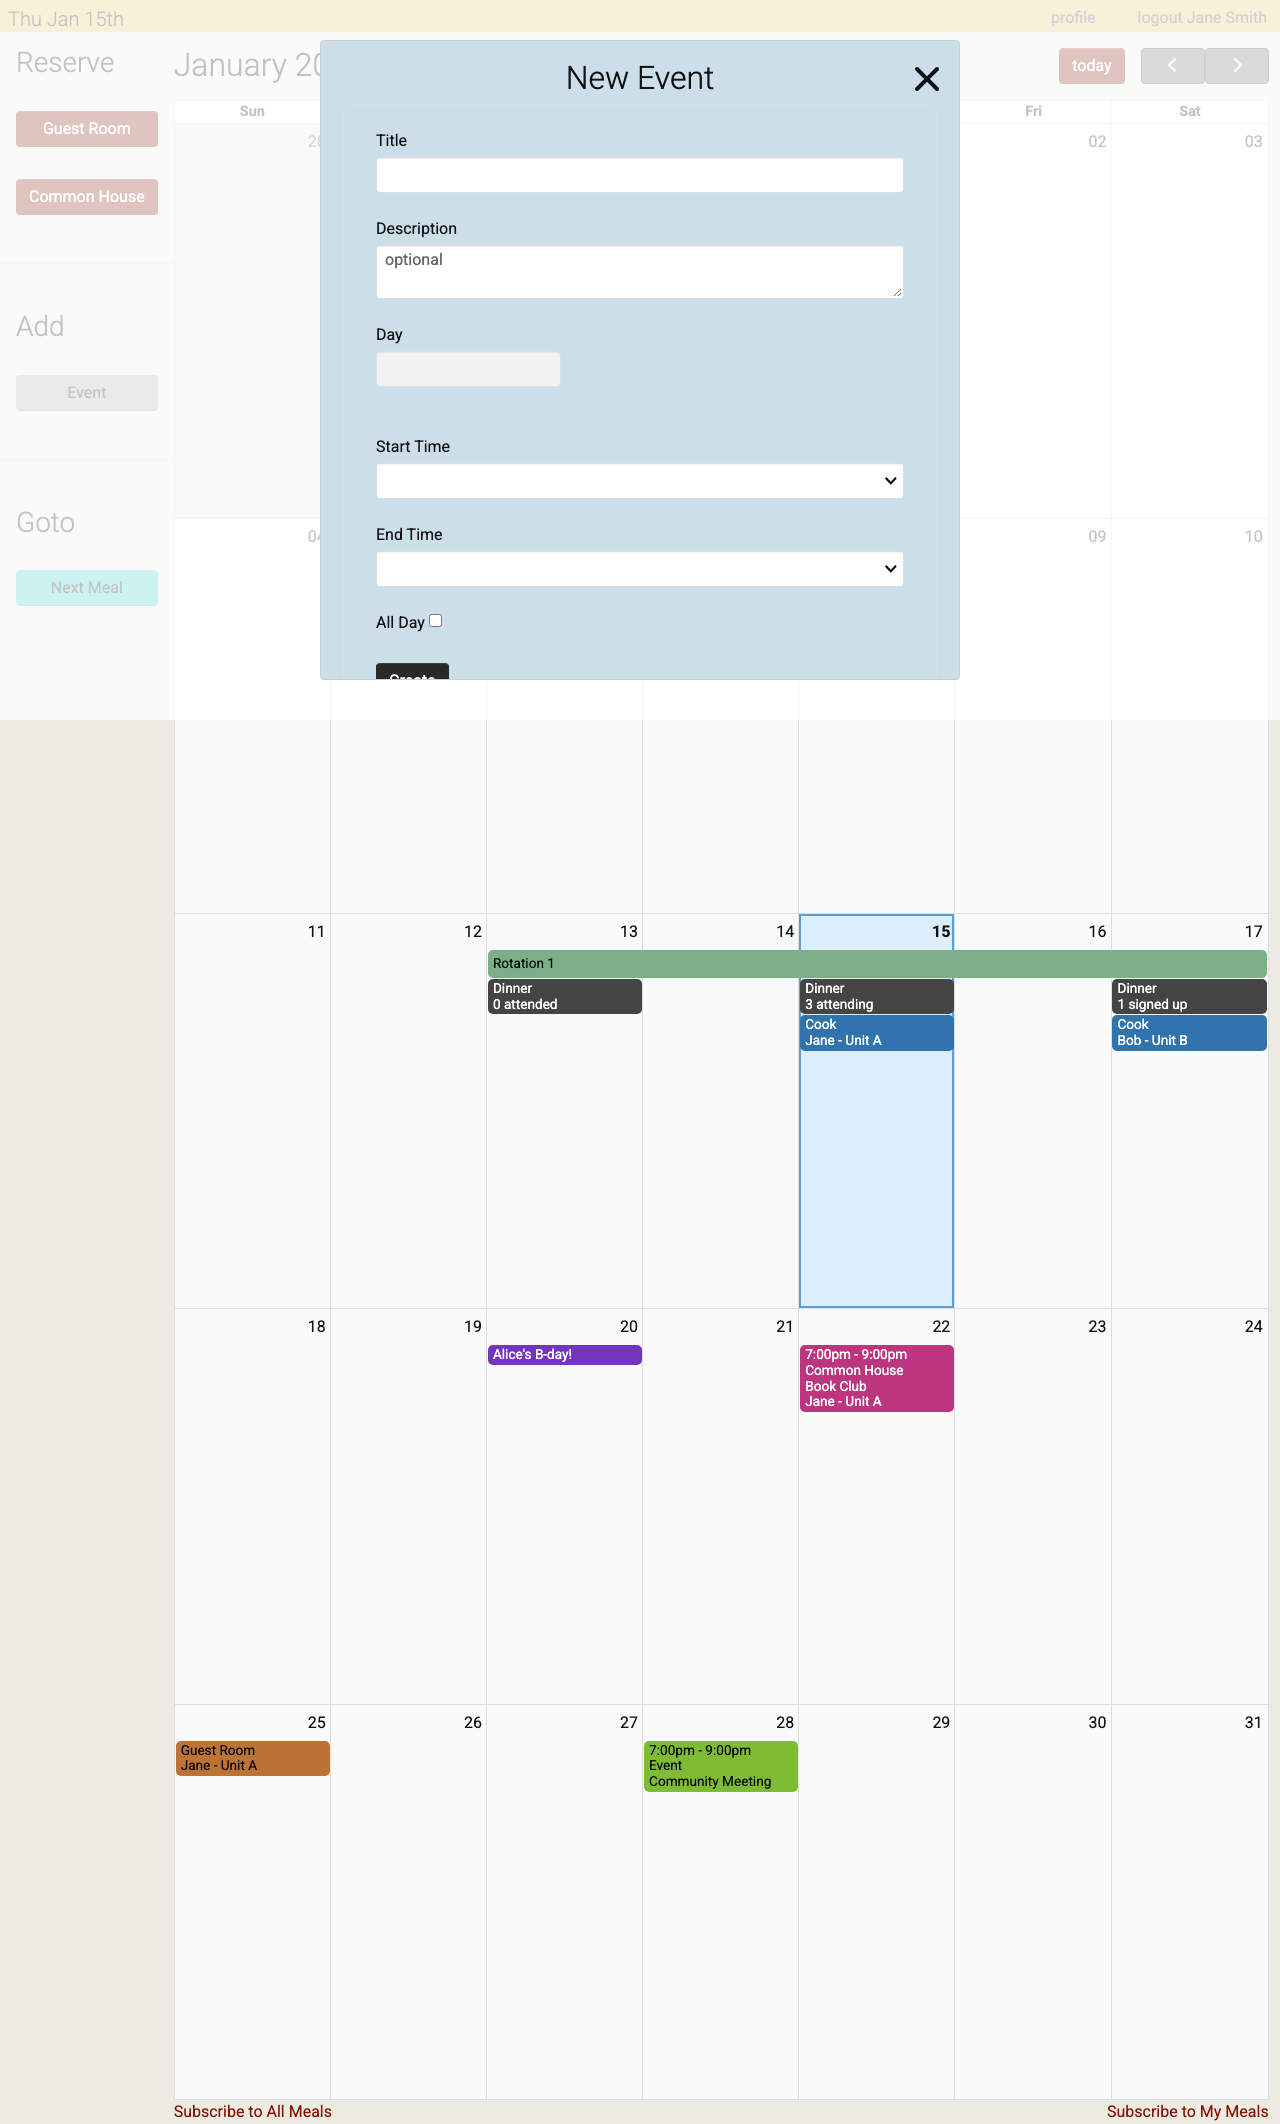 Thu Jan 15th
profile
logout Jane Smith
Reserve
Guest Room
Common House
Add
Event
Goto
Next Meal
January 20
today
New Event
Title
Description
optional
Day
Start Time
End Time
All Day
Create
Sun
Fri
Sat
02
03
04
09
10
11
12
13
14
15
16
17
Rotation 1
Dinner
0 attended
Dinner
3 attending
Cook
Jane - Unit A
Dinner
1 signed up
Cook
Bob - Unit B
18
19
20
21
22
23
24
Alice's B-day!
7:00pm - 9:00pm
Common House
Book Club
Jane - Unit A
25
26
27
28
29
30
31
Guest Room
Jane - Unit A
7:00pm - 9:00pm
Event
Community Meeting
Subscribe to All Meals
Subscribe to My Meals